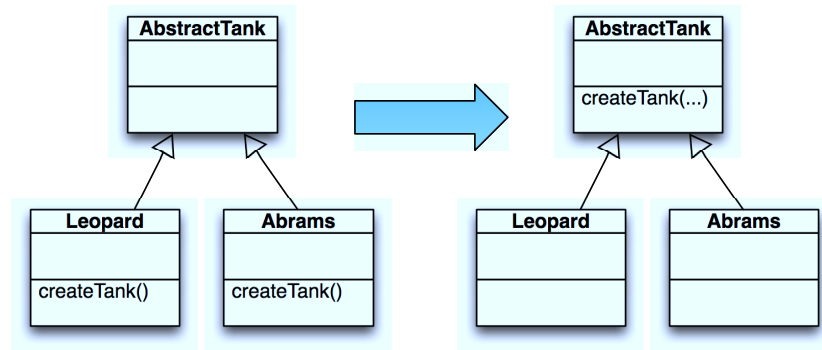 AbstractTank
Leopard
createTank()
Abrams
createTank()
AbstractTank
createTank(...)
Leopard
Abrams